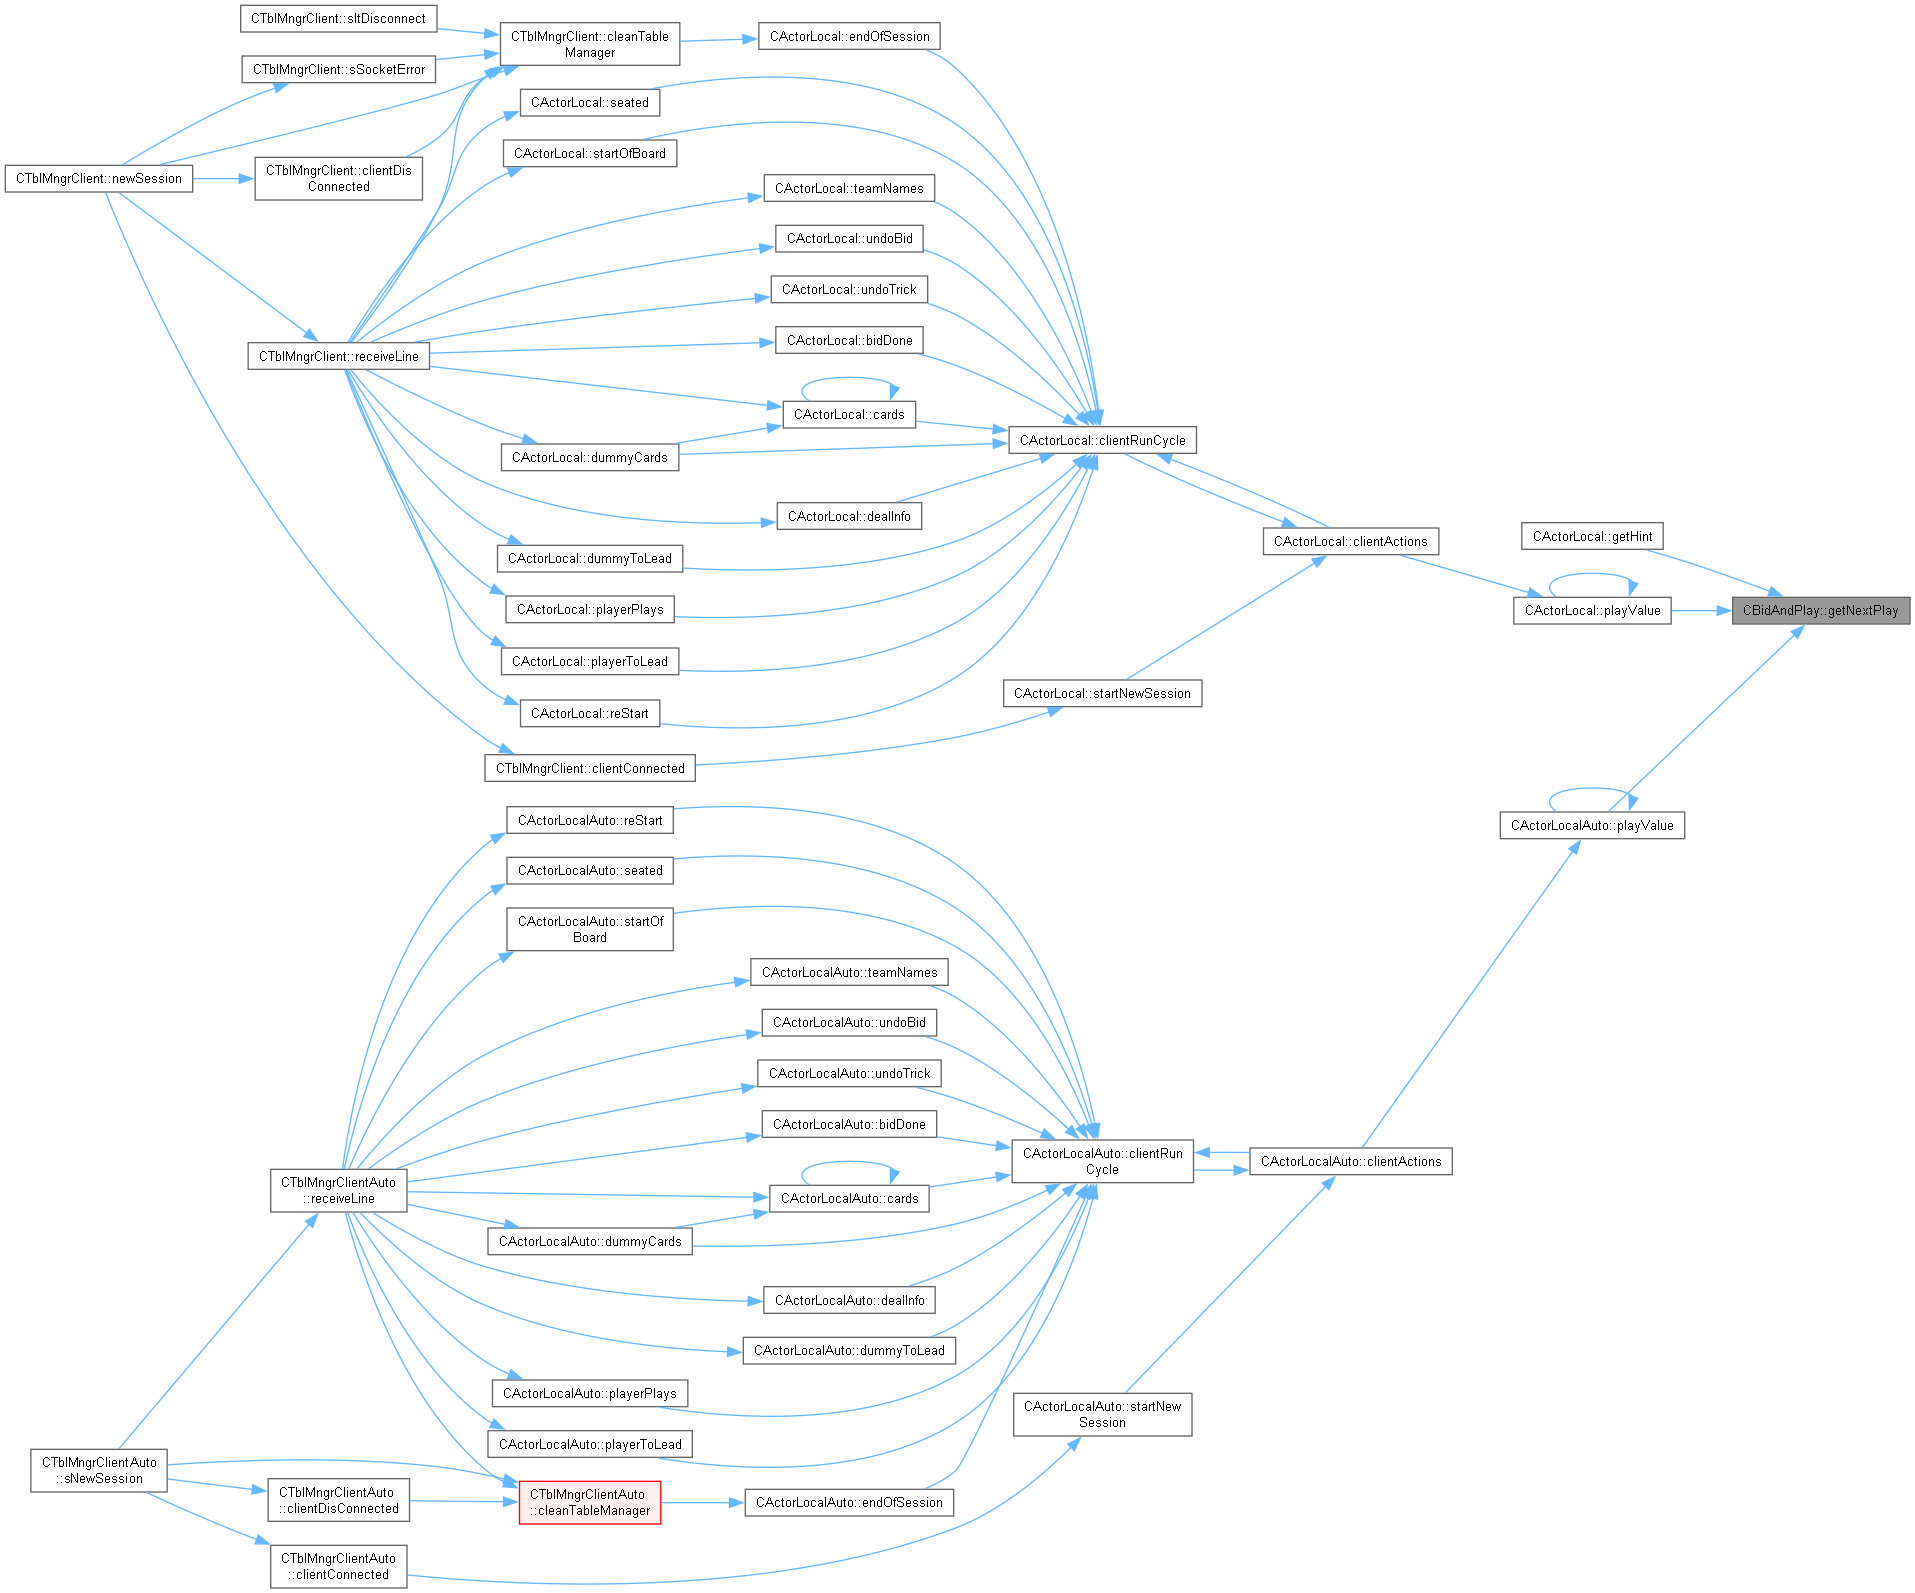 CTblMngrClient::sltDisconnect
CTblMngrClient::cleanTable
Manager
CActorLocal::endOfSession
CTblMngrClient::sSocketError
CActorLocal::seated
CActorLocal::startOfBoard
CTblMngrClient::newSession
CTblMngrClient::clientDis
Connected
CActorLocal::teamNames
CActorLocal::undoBid
CActorLocal::undoTrick
CActorLocal::bidDone
CTblMngrClient::receiveLine
CActorLocal::cards
CActorLocal::clientRunCycle
CActorLocal::dummyCards
CActorLocal::dealInfo
CActorLocal::getHint
CActorLocal::clientActions
CActorLocal::dummyToLead
CActorLocal::playerPlays
CActorLocal::playValue
CBidAndPlay::getNextPlay
CActorLocal::playerToLead
CActorLocal::startNewSession
CActorLocal::reStart
CTblMngrClient::clientConnected
CActorLocalAuto::reStart
CActorLocalAuto::playValue
CActorLocalAuto::seated
CActorLocalAuto::startOf
Board
CActorLocalAuto::teamNames
CActorLocalAuto::undoBid
CActorLocalAuto::undoTrick
CActorLocalAuto::bidDone
CActorLocalAuto::clientRun
Cycle
CActorLocalAuto::clientActions
CTblMngrClientAuto
::receiveLine
CActorLocalAuto::cards
CActorLocalAuto::dummyCards
CActorLocalAuto::dealInfo
CActorLocalAuto::dummyToLead
CActorLocalAuto::playerPlays
CActorLocalAuto::startNew
Session
CActorLocalAuto::playerToLead
CTblMngrClientAuto
::sNewSession
CTblMngrClientAuto
::clientDisConnected
CTblMngrClientAuto
::cleanTableManager
CActorLocalAuto::endOfSession
CTblMngrClientAuto
::clientConnected